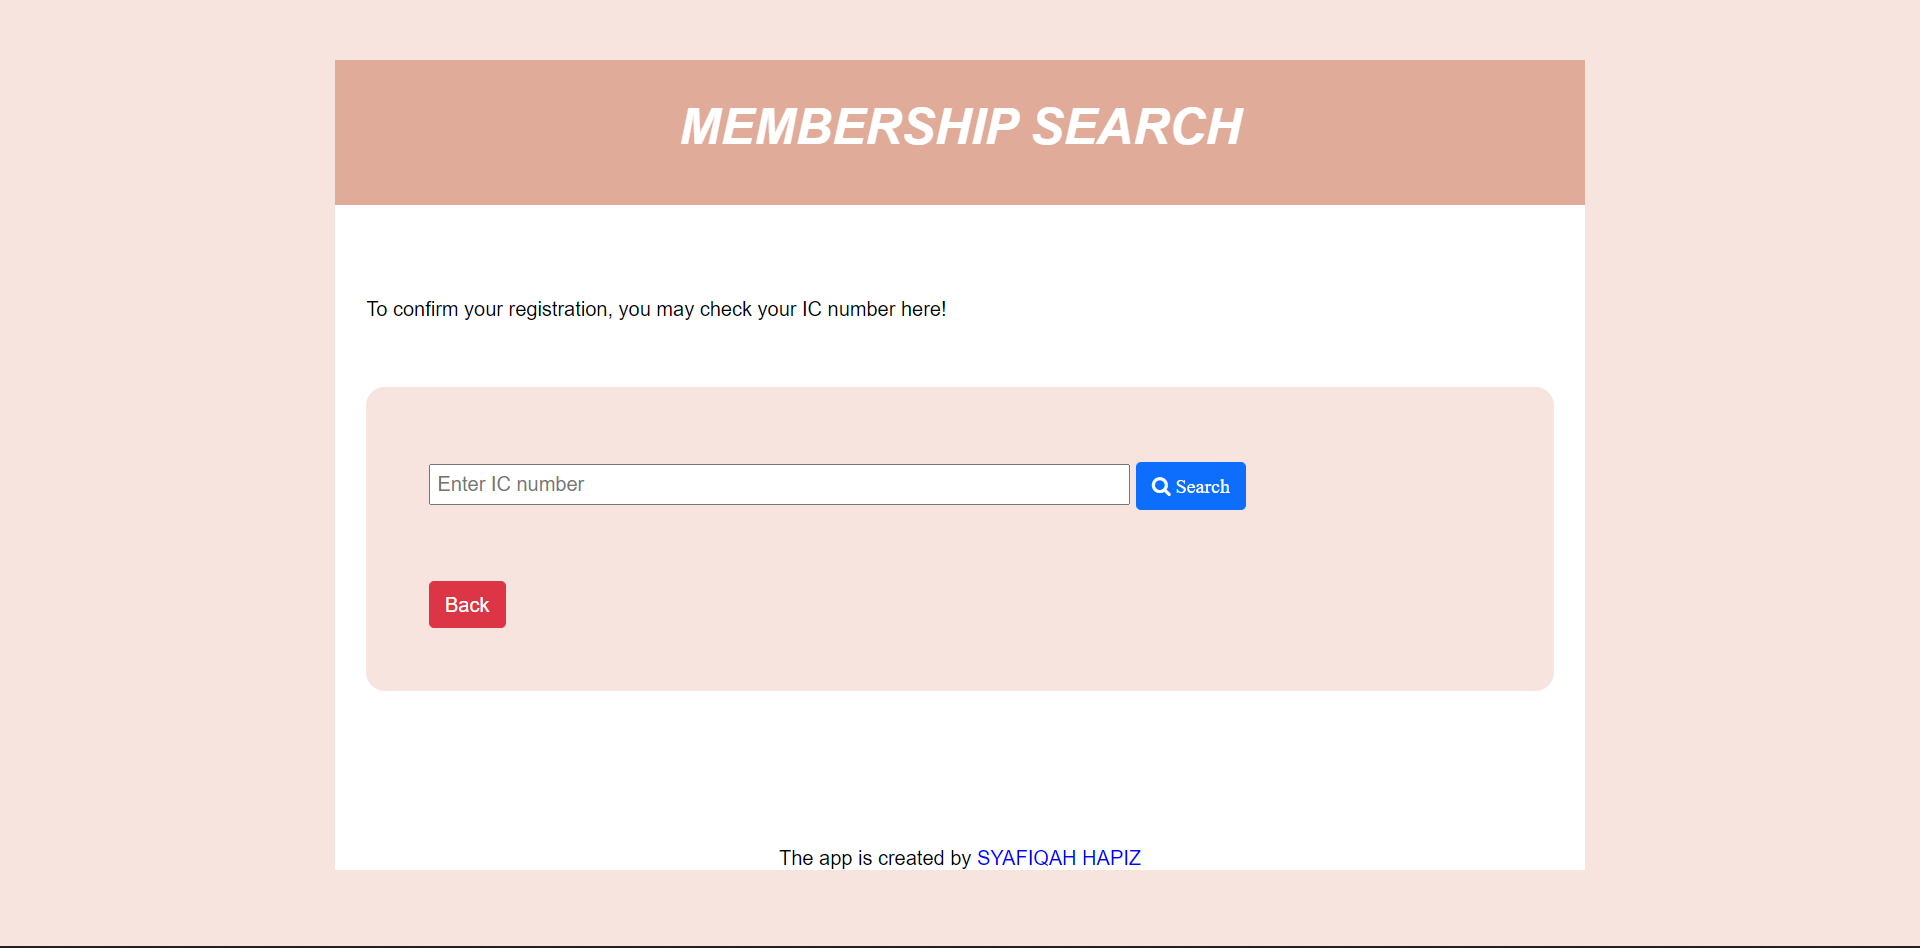 MEMBERSHIP SEARCH
To confirm your registration, you may check your IC number here!
Enter IC number
Search
Back
The app is created by SYAFIQAH HAPIZ